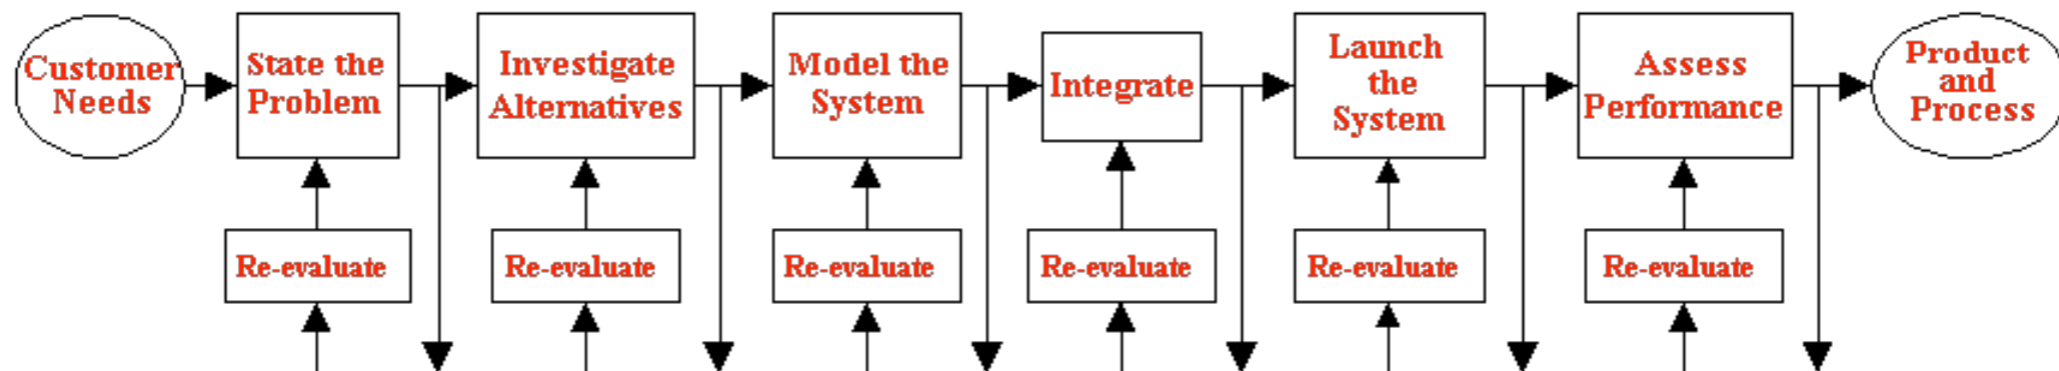 Customer
Needs
State the
Problem
Investigate
Alternatives
Model the
System
Integrate
Launch
the
System
Assess
Performance
Product
and
Process
Re-evaluate
Re-evaluate
Re-evaluate
Re-evaluate
Re-evaluate
Re-evaluate